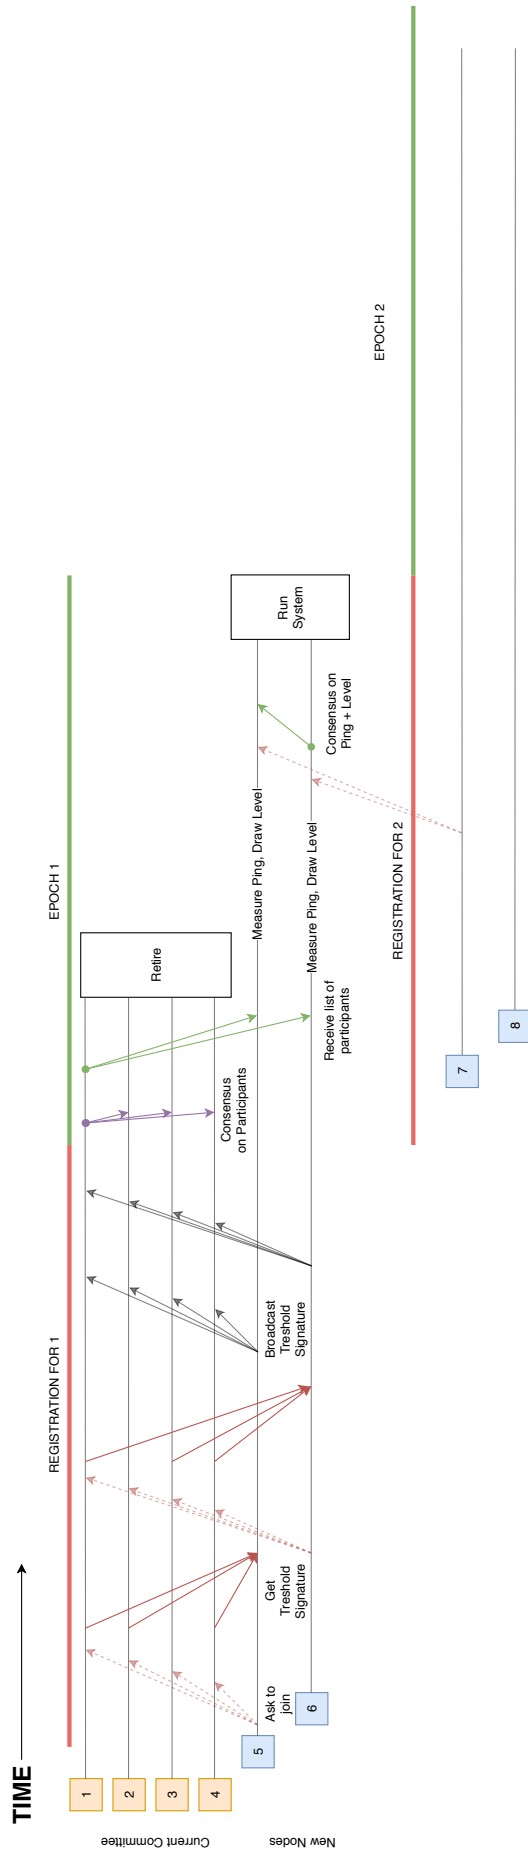 TIME
REGISTRATION FOR 1
EPOCH 1
Current Committee
1
2
3
4
New Nodes
5
6
Ask to
join
Get
Treshold
Signature
Broadcast
Treshold
Signature
Consensus
on Participants
Receive list of
participants
Retire
Measure Ping, Draw Level
Measure Ping, Draw Level
Consensus on
Ping + Level
Run
System
REGISTRATION FOR 2
EPOCH 2
7
8